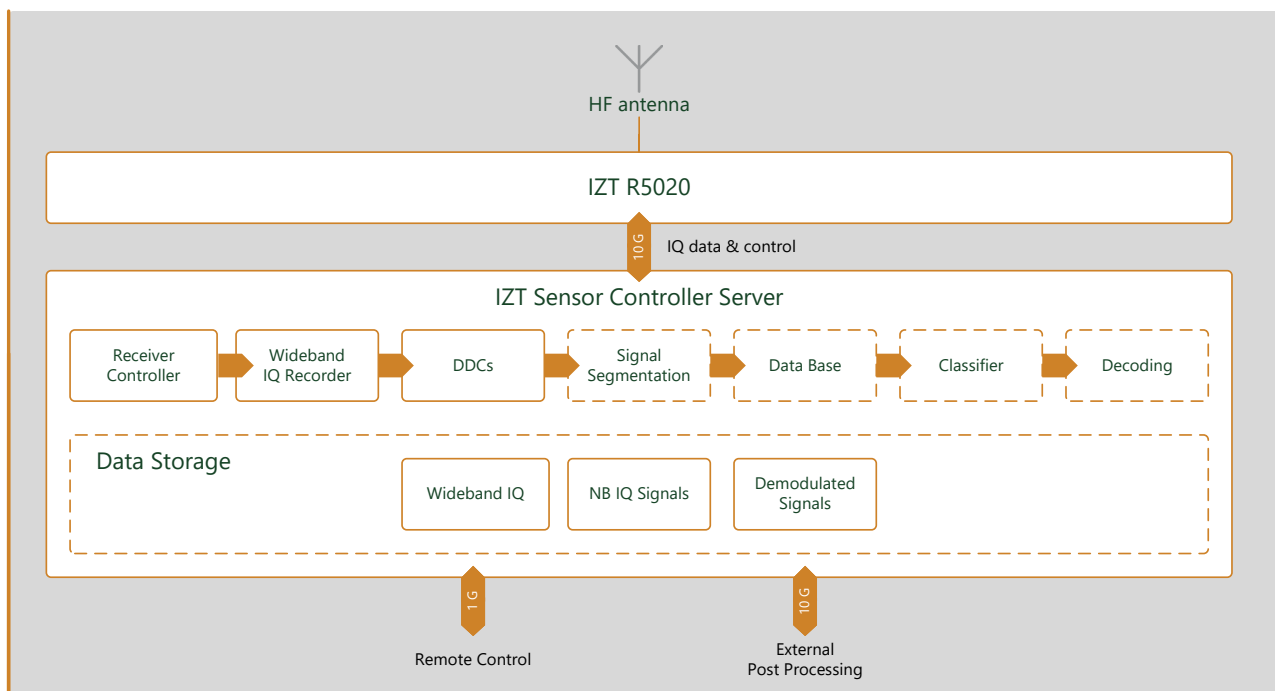 HF antenna
IZT R5020
10 G
IQ data & control
IZT Sensor Controller Server
Receiver
Controller
Wideband
IQ Recorder
DDCs
Signal
Segmentation
Data Base
Classifier
Decoding
Data Storage
Wideband IQ
NB IQ Signals
Demodulated
Signals
1 G
10 G
Remote Control
External
Post Processing